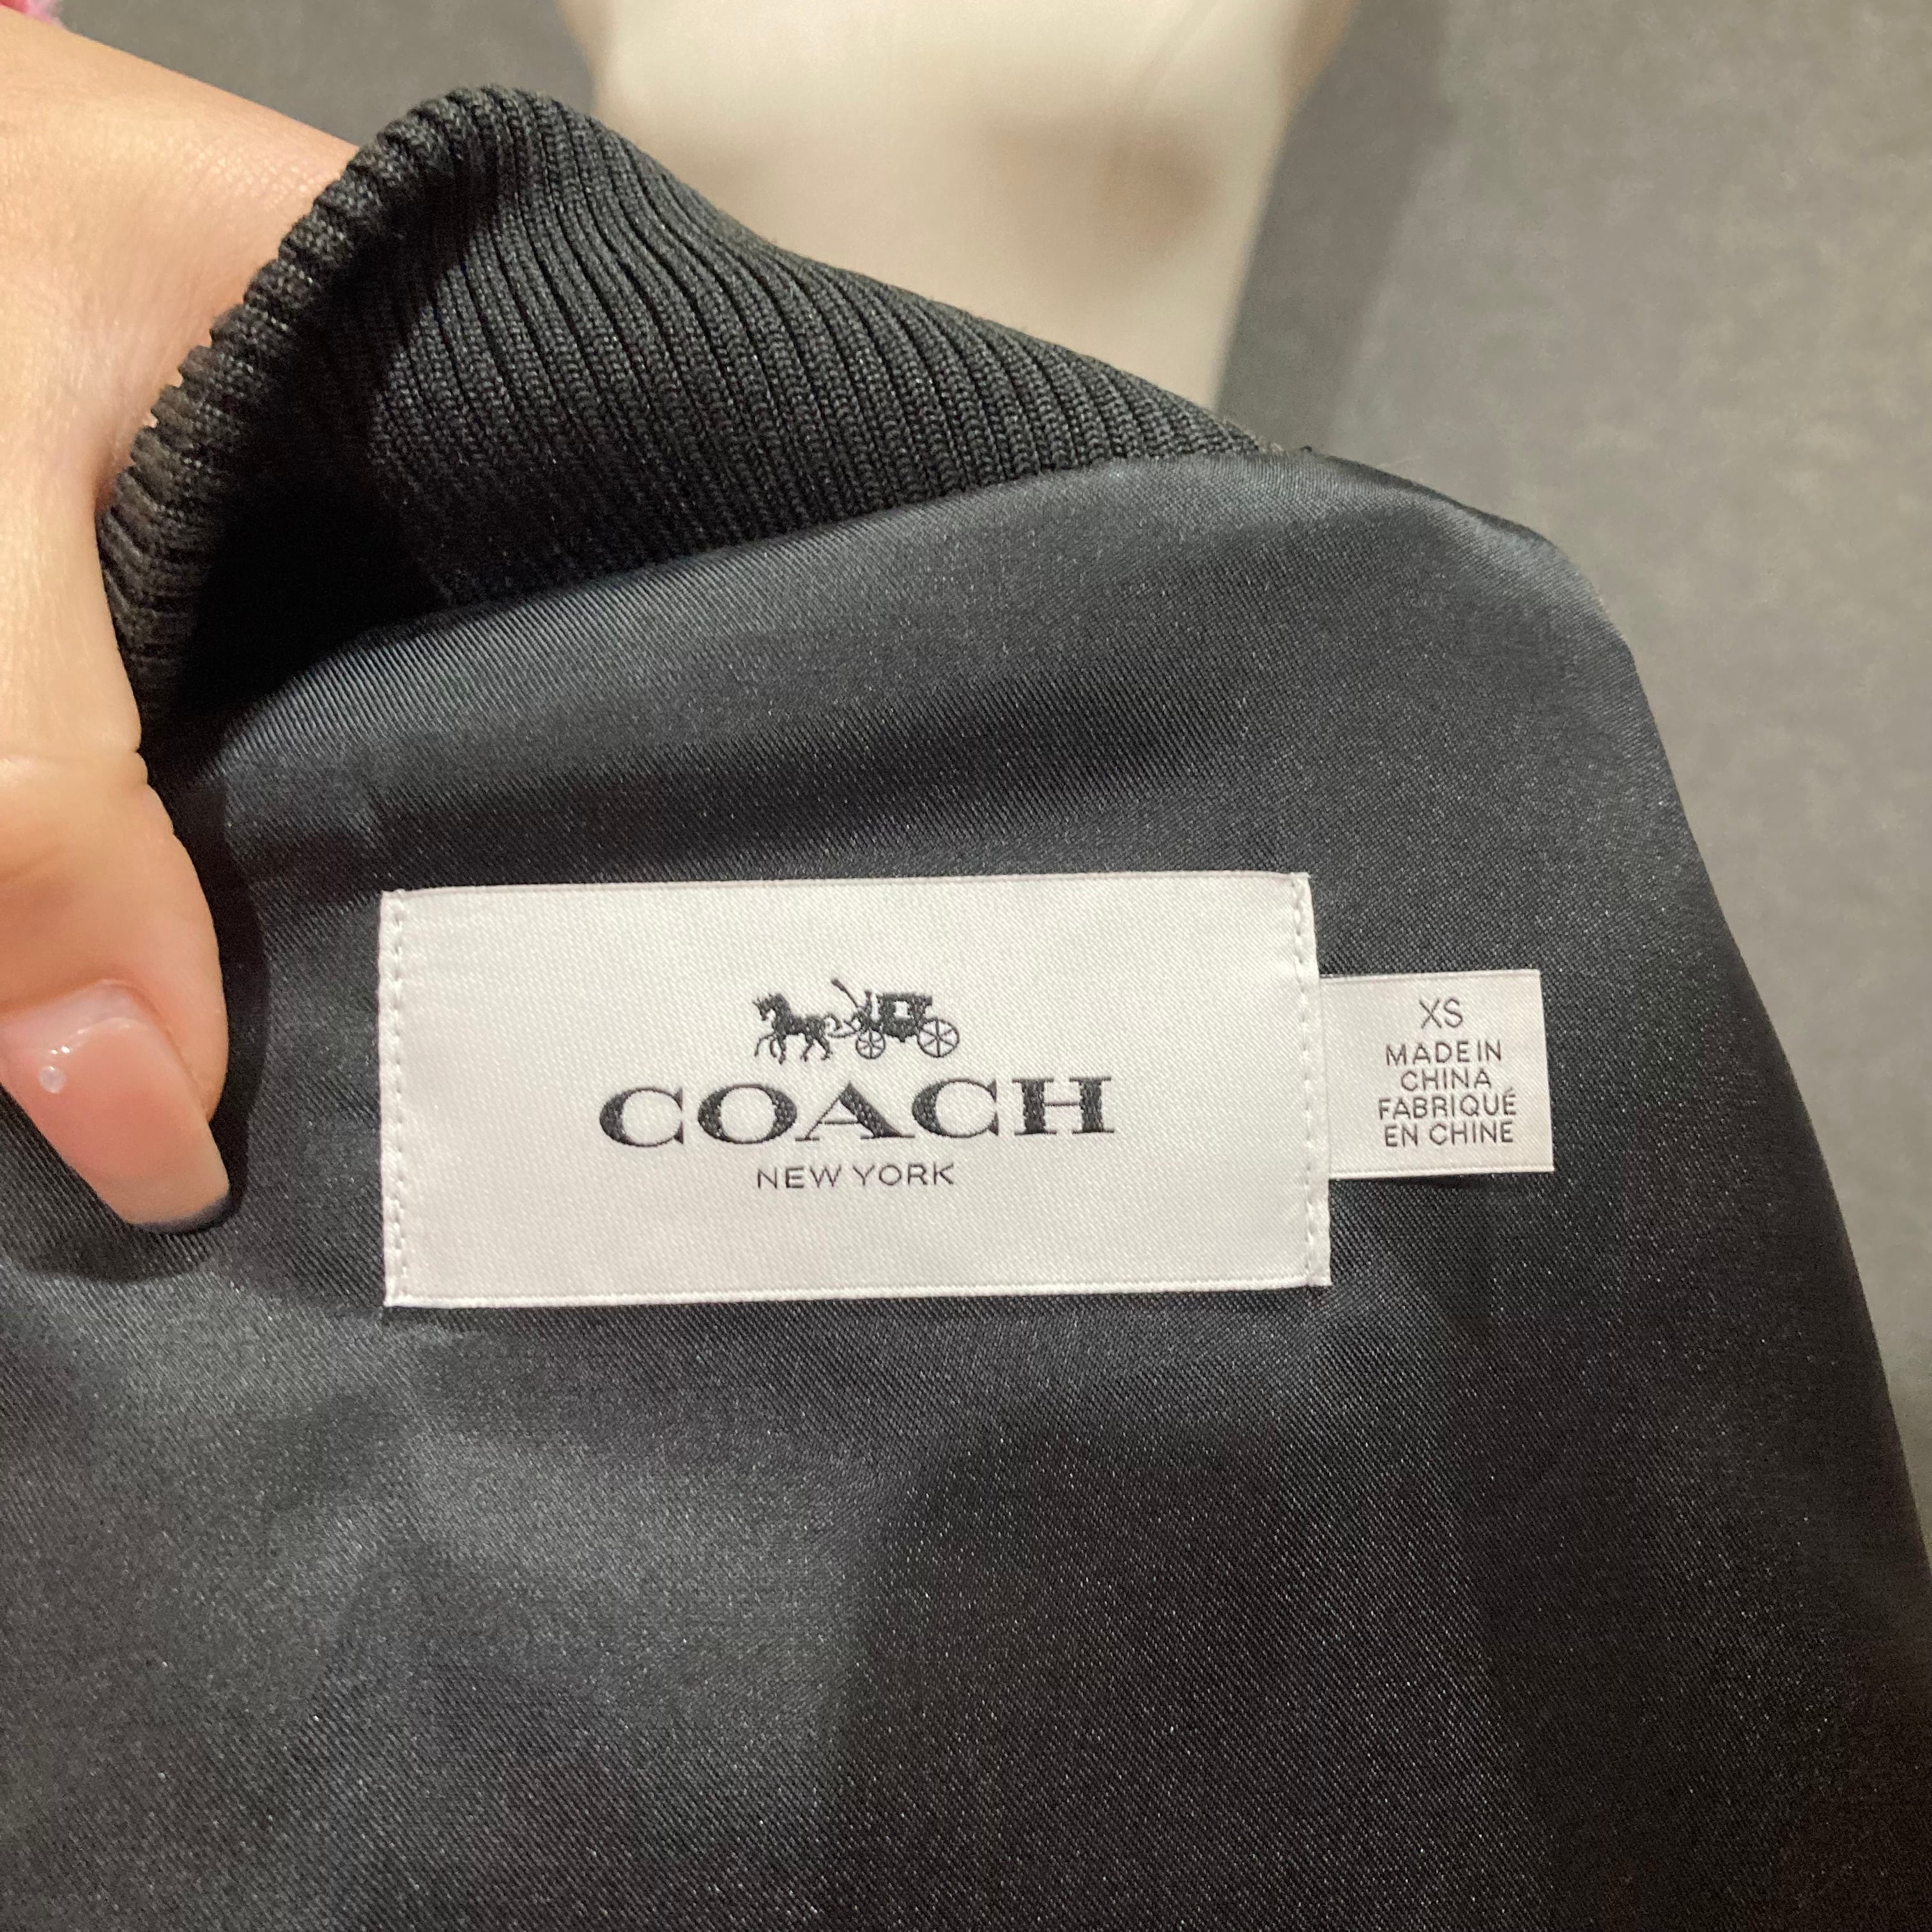 COACH
NEW YORK
XS
MADE IN
CHINA
FABRIQUÉ
EN CHINE